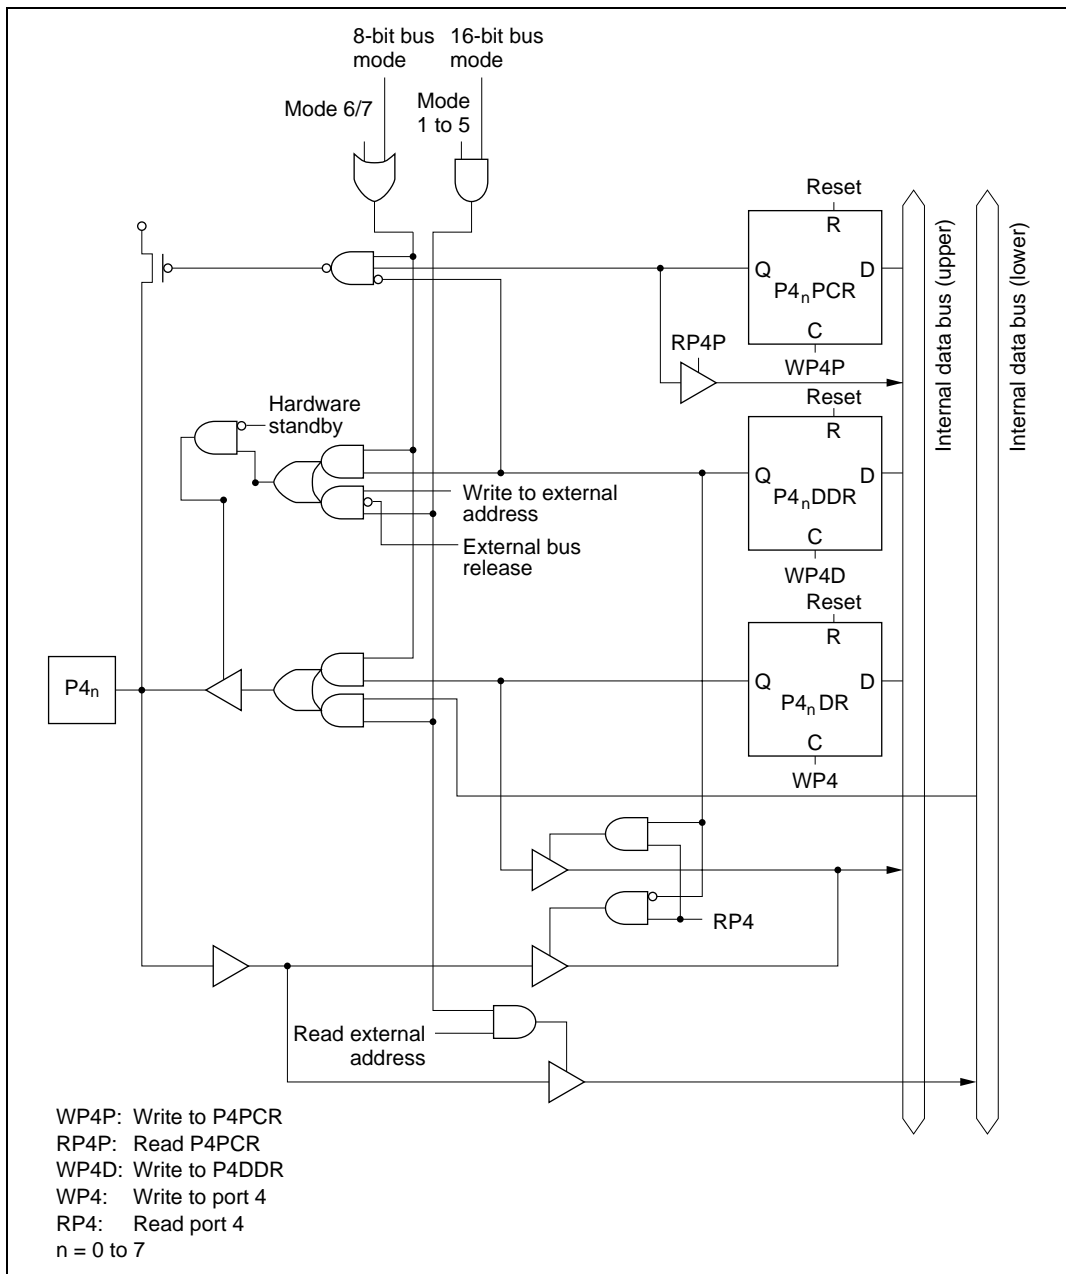 8-bit bus
mode
16-bit bus
mode
Mode 6/7
Mode
1 to 5
Reset
R
Q
D
P4nPCR
C
WP4P
RP4P
Internal data bus (upper)
Internal data bus (lower)
Hardware
standby
Reset
R
Q
D
P4nDDR
C
WP4D
Write to external
address
External bus
release
Reset
R
Q
D
P4nDR
C
WP4
P4n
RP4
Read external
address
WP4P: Write to P4PCR
RP4P: Read P4PCR
WP4D: Write to P4DDR
WP4: Write to port 4
RP4: Read port 4
n = 0 to 7